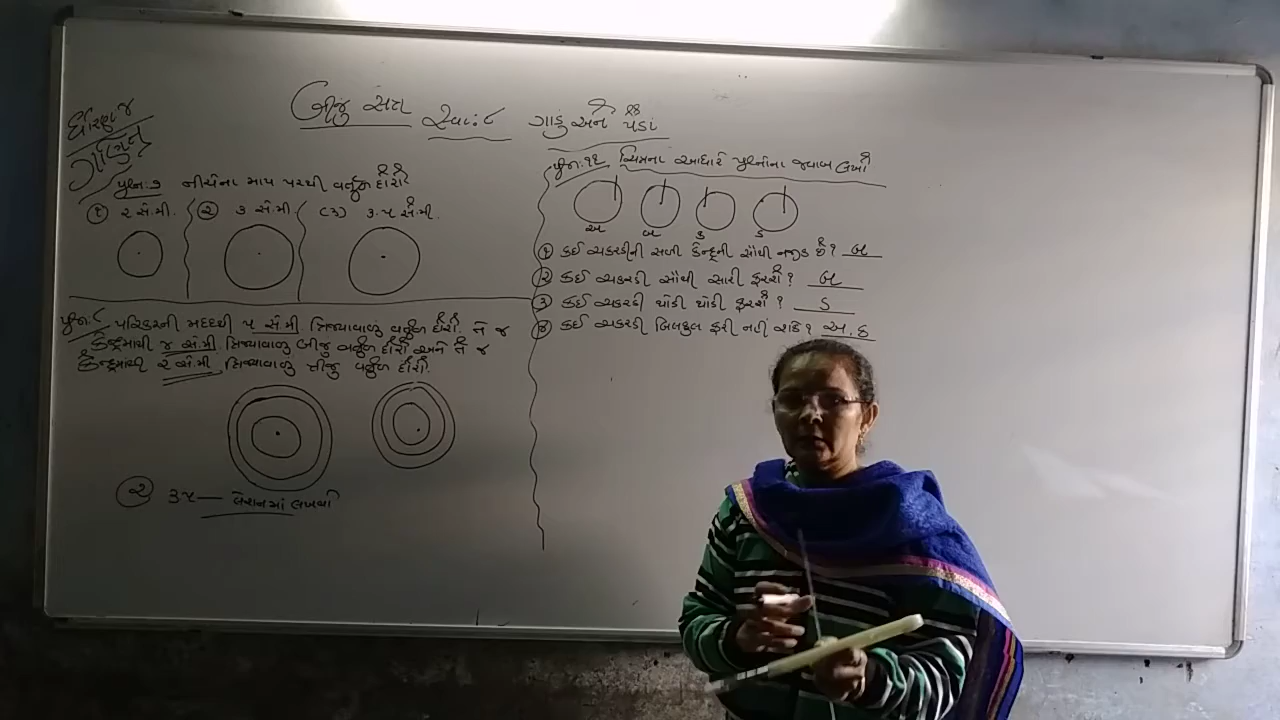 ધોરણ ૪
ગણિત
બીજું સત્ર
સ્વા: ૮ ગાડું અને પૈડાં
પ્રશ્ન ૭ નીચેના માપ પરથી વર્તુળ દોરો.
૧ ૨ સે.મી.
૨ ૩ સે.મી
(૩) ૩.૫ સે.મી.
પ્રશ્ન ૮ પરિકરની મદદથી ૫ સે.મી ત્રિજ્યાવાળુ વર્તુળ દોરો. તે જ
કેન્દ્રમાંથી ૪ સે.મી ત્રિજ્યાવાળુ બીજુ વર્તુળ દોરો અને તે જ
કેન્દ્રમાંથી ૨ સે.મી ત્રિજ્યાવાળુ ત્રીજુ વર્તુળ દોરો.
૨ ૩૫ — લખવી
પ્રશ્ન:૧૨ ચિત્રના આધારે પ્રશ્નોના જવાબ લખો
અ બ ક ડ
૧ કઈ ચકરડીની સળી કેન્દ્રની સૌથી નજીક છે? બ
૨ કઈ ચકરડી સૌથી સારી ફરશે? બ
૩ કઈ ચકરડી થોડી થોડી ફરશે? ડ
૪ કઈ ચકરડી બિલકુલ ફરી નહીં શકે? અ, ક